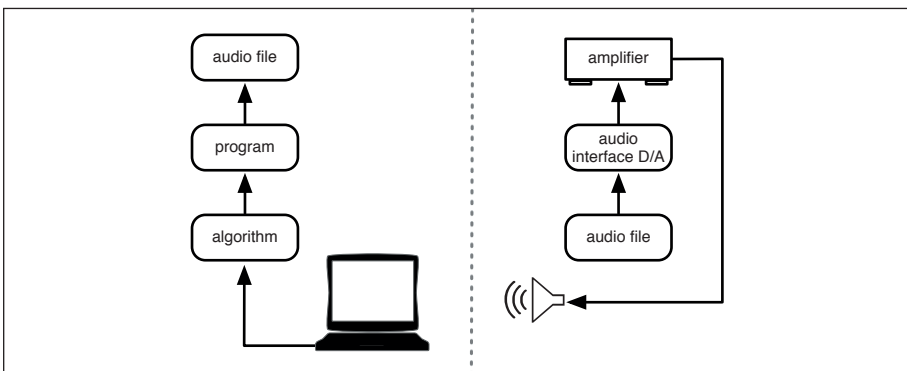 audio file
program
algorithm
amplifier
audio
interface D/A
audio file